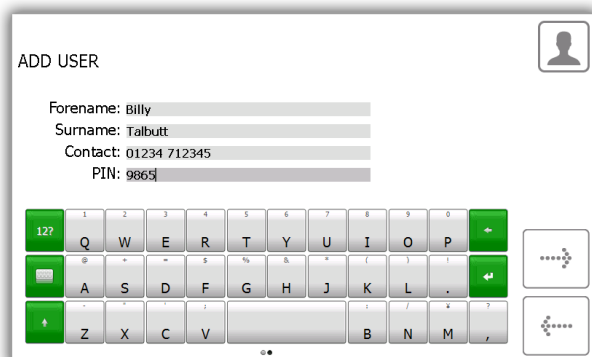 ADD USER
Forename: Billy
Surname: Talbutt
Contact: 01234 712345
PIN: 9865
1 2 3 4 5 6 7 8 9 0
12? Q W E R T Y U I O P
@ + = $ % & ( ) !
A S D F G H J K L .
- " ' ; : / ?
Z X C V B N M ,